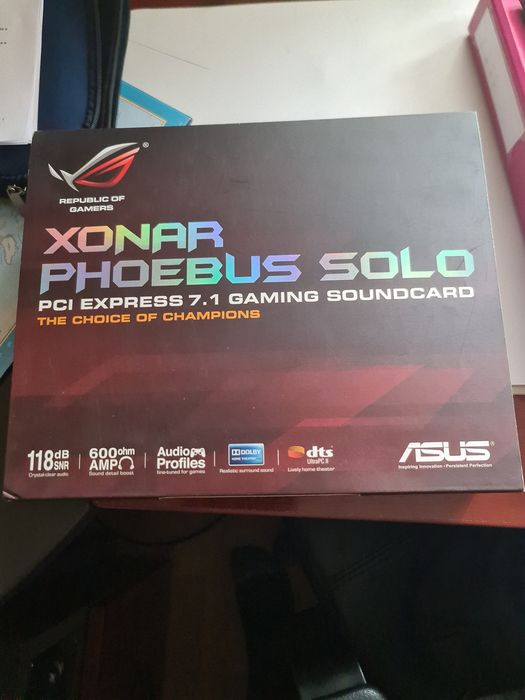 REPUBLIC OF
GAMERS
XONAR
PHOEBUS SOLO
PCI EXPRESS 7.1 GAMING SOUNDCARD
THE CHOICE OF CHAMPIONS
118dB SNR
Crystal-clear audio
600ohm AMP
Sound detail boost
Audio Profiles
fine-tuned for games
DOLBY
HOME THEATER
Realistic surround sound
dts
UltraPC II
Lively home theater
ASUS
Inspiring Innovation · Persistent Perfection